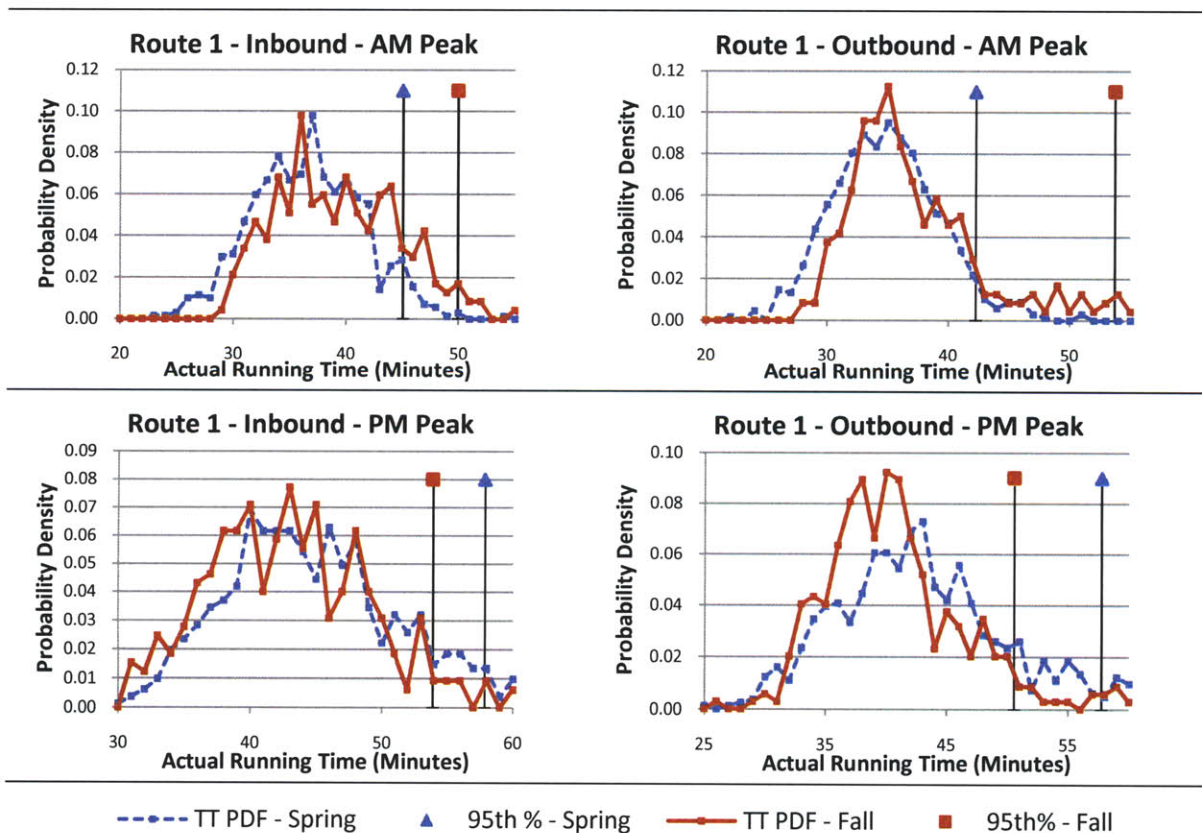 Route 1 - Inbound - AM Peak
Probability Density
0.12
0.10
0.08
0.06
0.04
0.02
0.00
20 30 40 50
Actual Running Time (Minutes)
Route 1 - Outbound - AM Peak
Probability Density
0.12
0.10
0.08
0.06
0.04
0.02
0.00
20 30 40 50
Actual Running Time (Minutes)
Route 1 - Inbound - PM Peak
Probability Density
0.09
0.08
0.07
0.06
0.05
0.04
0.03
0.02
0.01
0.00
30 40 50 60
Actual Running Time (Minutes)
Route 1 - Outbound - PM Peak
Probability Density
0.10
0.08
0.06
0.04
0.02
0.00
25 35 45 55
Actual Running Time (Minutes)
TT PDF - Spring 95th % - Spring TT PDF - Fall 95th% - Fall